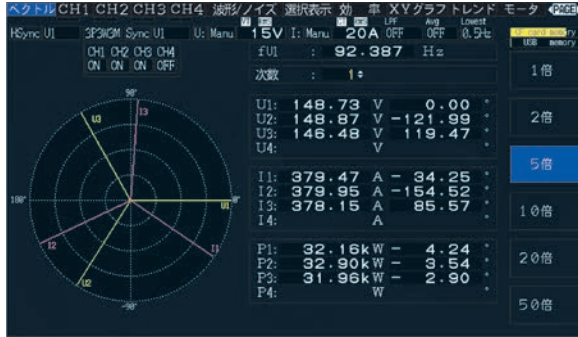 ベクトル CH1 CH2 CH3 CH4 波形/ノイズ 選択表示 効 率 XYグラフ トレンド モータ PAGE
HSync U1 3P3W3M Sync U1 U: Manu 15V I: Manu 20A LPF OFF Avg OFF Lowest 0.5Hz
CF card memory
USB memory
CH1 CH2 CH3 CH4
ON ON ON OFF
fU1 : 92.387 Hz
次数 : 1
U1: 148.73 V 0.00 °
U2: 148.87 V -121.99 °
U3: 146.48 V 119.47 °
U4: V °
I1: 379.47 A - 34.25 °
I2: 379.95 A -154.52 °
I3: 378.15 A 85.57 °
I4: A °
P1: 32.16kW - 4.24 °
P2: 32.90kW - 3.54 °
P3: 31.96kW - 2.90 °
P4: W °
90°
U3
I3
180°
U1
0°
I2
I1
U2
-90°
1倍
2倍
5倍
10倍
20倍
50倍